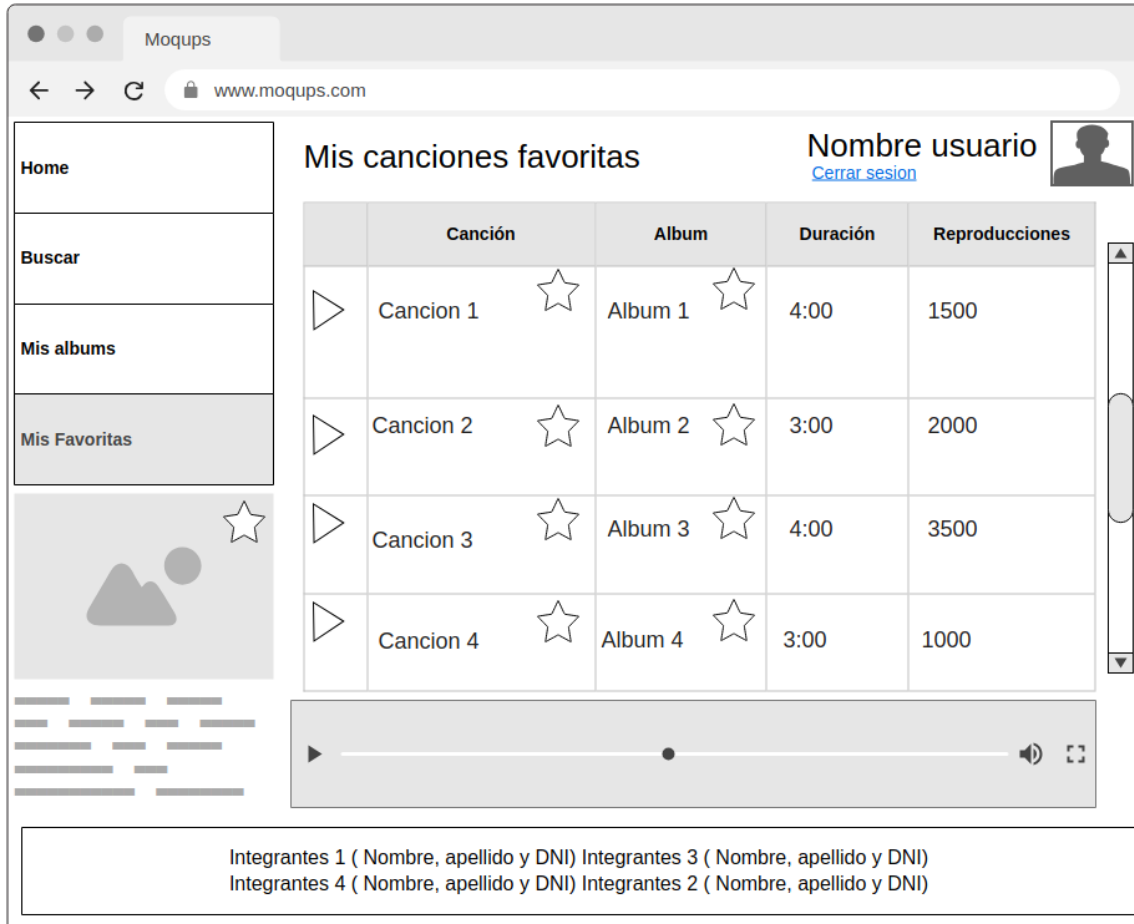 Moqups
www.moqups.com
Home
Buscar
Mis albums
Mis Favoritas
Mis canciones favoritas
Nombre usuario
Cerrar sesion
Canción Album Duración Reproducciones
Cancion 1 Album 1 4:00 1500
Cancion 2 Album 2 3:00 2000
Cancion 3 Album 3 4:00 3500
Cancion 4 Album 4 3:00 1000
Integrantes 1 ( Nombre, apellido y DNI) Integrantes 3 ( Nombre, apellido y DNI)
Integrantes 4 ( Nombre, apellido y DNI) Integrantes 2 ( Nombre, apellido y DNI)